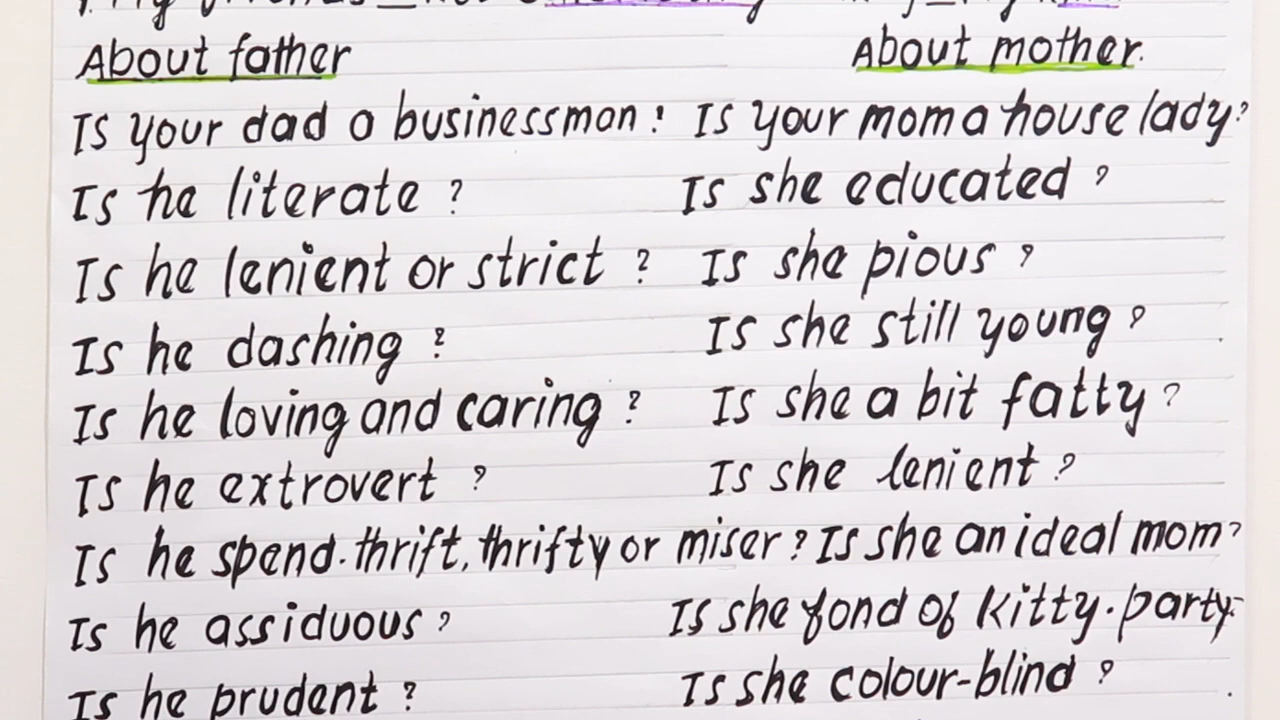 About father    About mother.
Is your dad a businessman?    Is your mom a house lady?
Is he literate ?    Is she educated ?
Is he lenient or strict ?    Is she pious ?
Is he dashing ?    Is she still young ?
Is he loving and caring ?    Is she a bit fatty ?
Is he extrovert ?    Is she lenient ?
Is he spend-thrift, thrifty or miser ?    Is she an ideal mom?
Is he assiduous ?    Is she fond of kitty-party
Is he prudent ?    Is she colour-blind ?